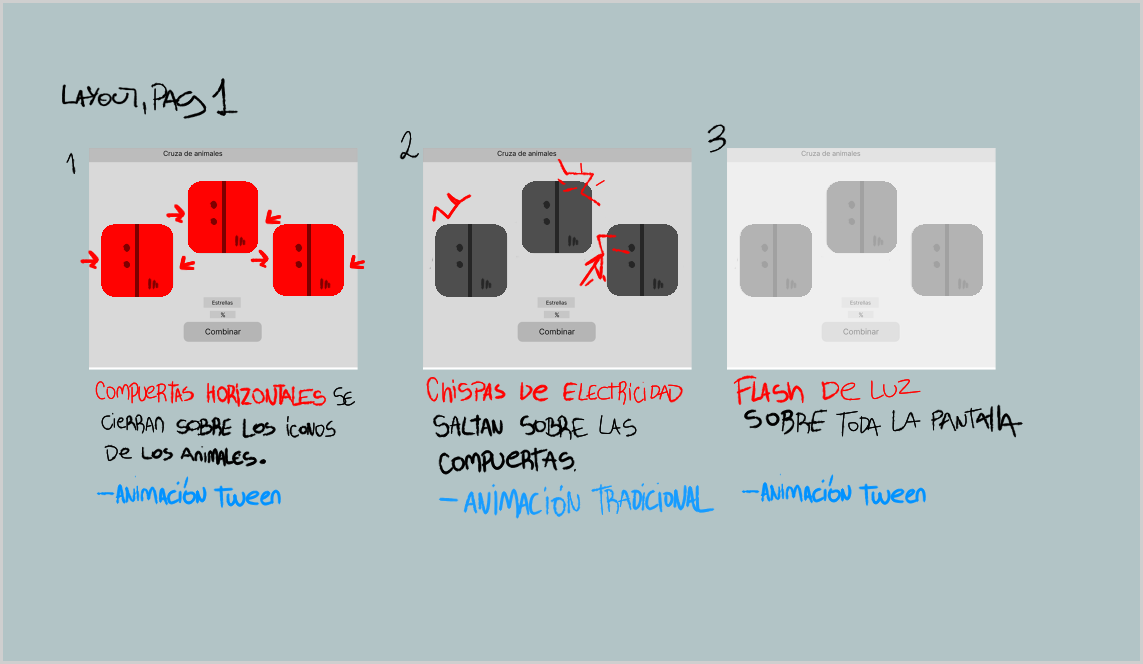 LAYOUT, PAG 1
1
Cruza de animales
Estrellas
%
Combinar
COMPUERTAS HORIZONTALES SE
CIERRAN SOBRE LOS ÍCONOS
DE LOS ANIMALES.
-ANIMACIÓN TWEEN
2
Cruza de animales
Estrellas
%
Combinar
CHISPAS DE ELECTRICIDAD
SALTAN SOBRE LAS
COMPUERTAS.
- ANIMACIÓN TRADICIONAL
3
Cruza de animales
Estrellas
%
Combinar
FLASH DE LUZ
SOBRE TODA LA PANTALLA
-ANIMACIÓN TWEEN